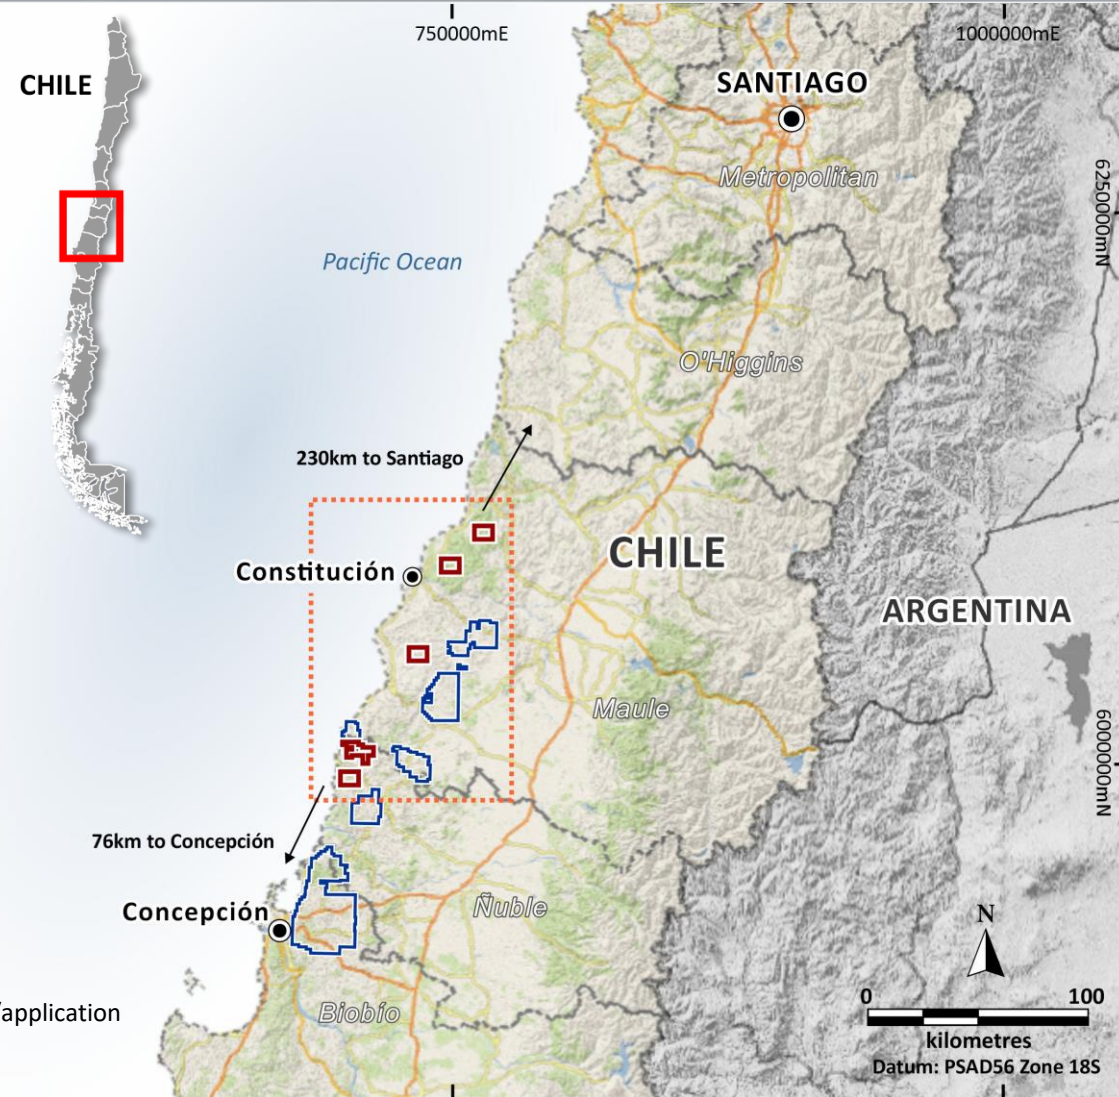 750000mE
1000000mE
CHILE
SANTIAGO
Metropolitan
6250000mN
Pacific Ocean
O'Higgins
230km to Santiago
CHILE
Constitución
ARGENTINA
Maule
6000000mN
76km to Concepción
Ñuble
Concepción
N
/application
Biobío
0 100
kilometres
Datum: PSAD56 Zone 18S